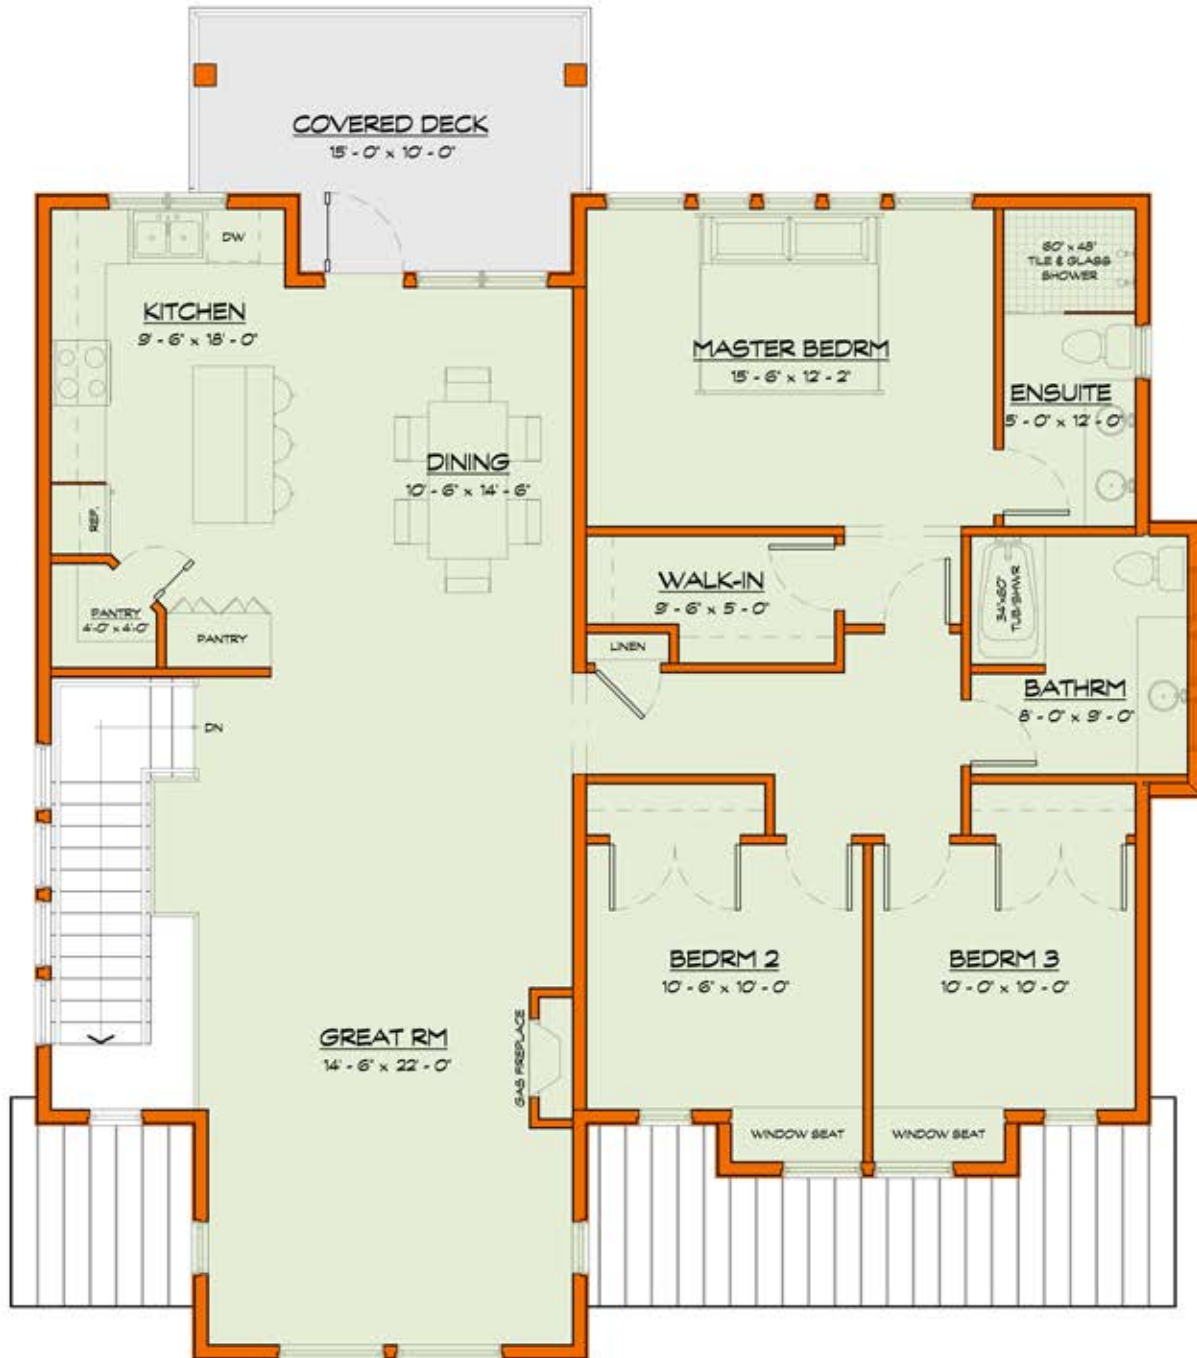 COVERED DECK
15' - 0" x 10' - 0"
DW
KITCHEN
9' - 6" x 18' - 0"
60" x 48"
TILE & GLASS
SHOWER
MASTER BEDRM
15' - 6" x 12' - 2"
ENSUITE
5' - 0" x 12' - 0"
DINING
10' - 6" x 14' - 6"
REF.
WALK-IN
9' - 6" x 5' - 0"
34"x60"
TUB/SHWR
PANTRY
4'-0" x 4'-0"
PANTRY
LINEN
BATHRM
8' - 0" x 9' - 0"
DN
BEDRM 2
10' - 6" x 10' - 0"
BEDRM 3
10' - 0" x 10' - 0"
GREAT RM
14' - 6" x 22' - 0"
GAS FIREPLACE
WINDOW SEAT
WINDOW SEAT